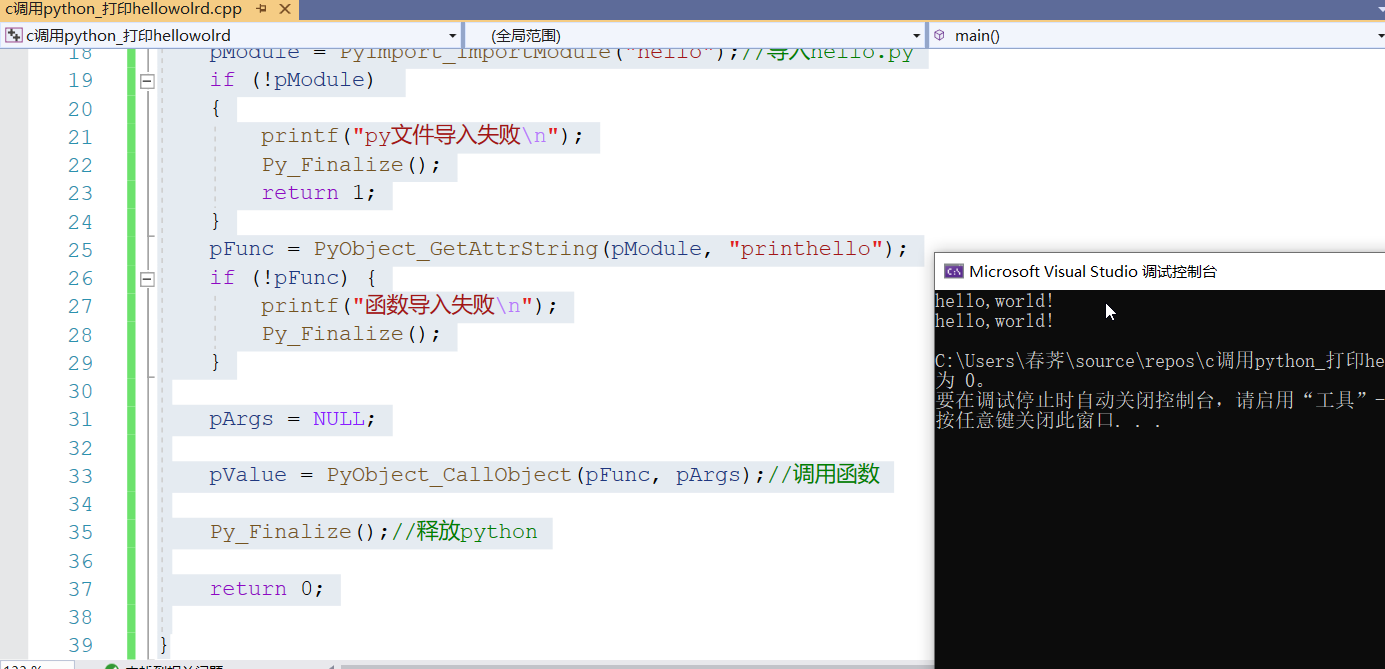 c调用python_打印hellowolrd.cpp
c调用python_打印hellowolrd (全局范围) main()
18 pModule = PyImport_ImportModule("hello");//导入hello.py
19 if (!pModule)
20 {
21 printf("py文件导入失败\n");
22 Py_Finalize();
23 return 1;
24 }
25 pFunc = PyObject_GetAttrString(pModule, "printhello");
26 if (!pFunc) {
27 printf("函数导入失败\n");
28 Py_Finalize();
29 }
30
31 pArgs = NULL;
32
33 pValue = PyObject_CallObject(pFunc, pArgs);//调用函数
34
35 Py_Finalize();//释放python
36
37 return 0;
38
39 }
Microsoft Visual Studio 调试控制台
hello,world!
hello,world!
C:\Users\春荠\source\repos\c调用python_打印he
为 0。
要在调试停止时自动关闭控制台，请启用“工具”-
按任意键关闭此窗口. . .